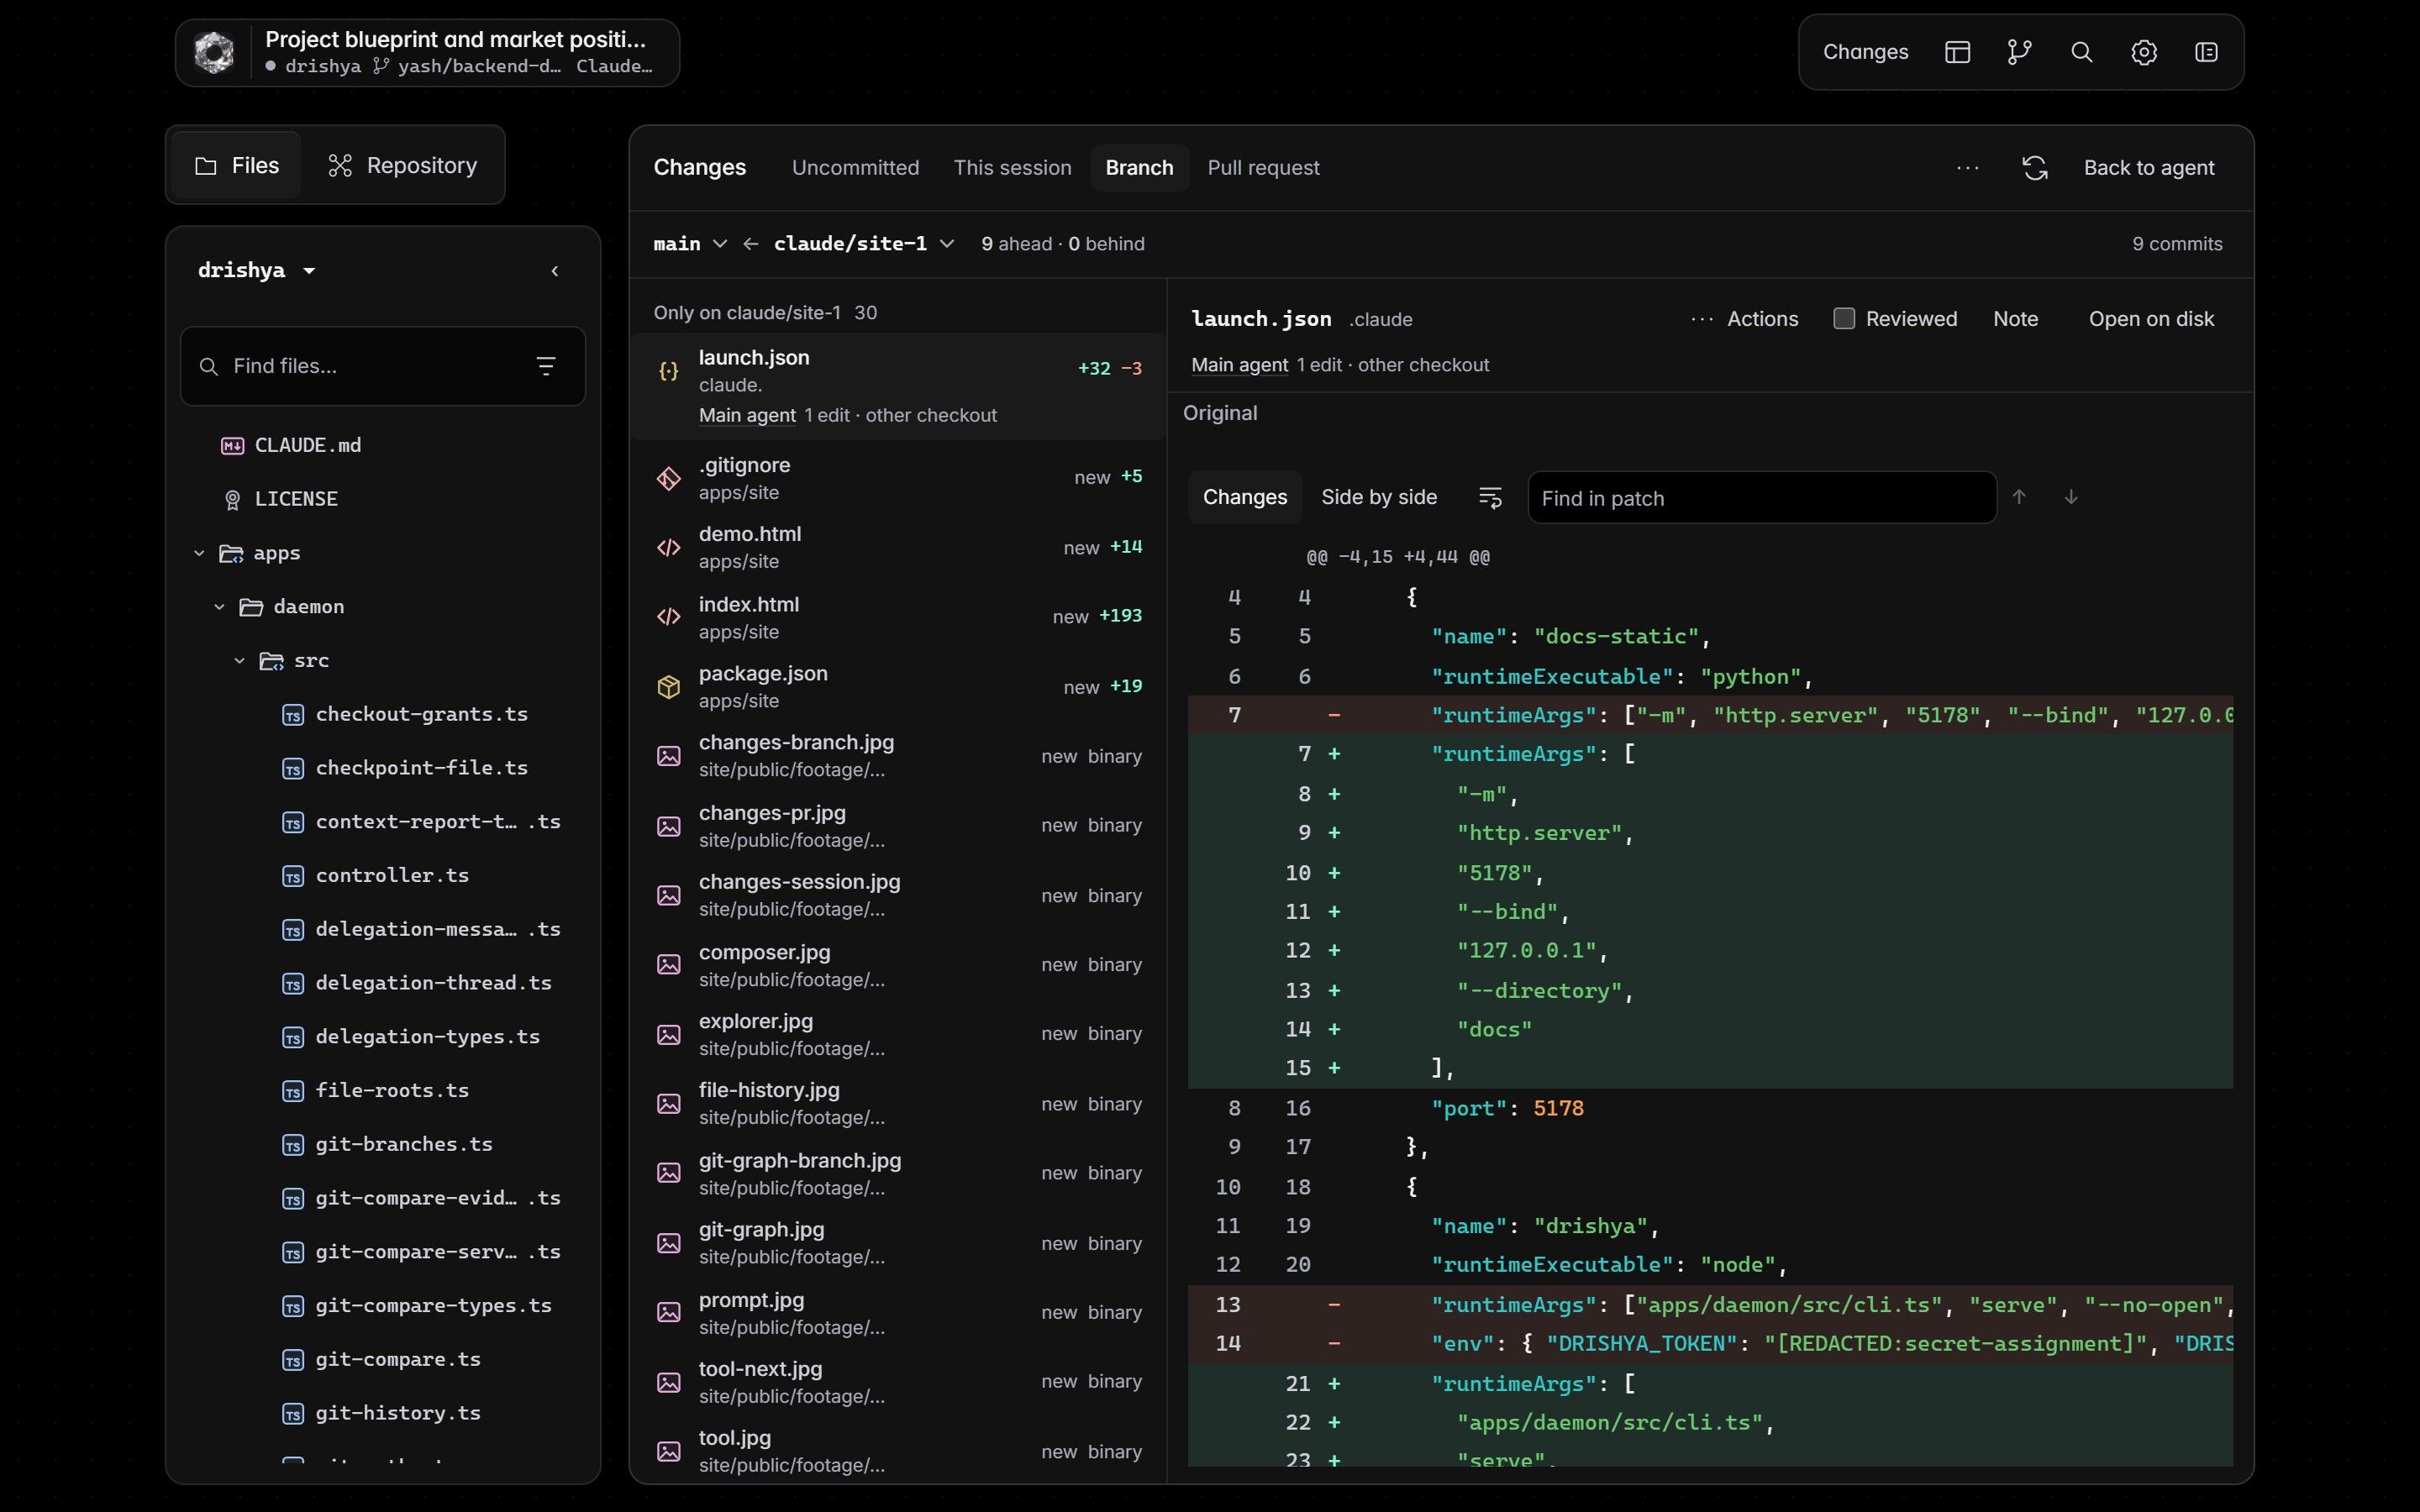 Project blueprint and market positi...
drishya yash/backend-d… Claude…
Changes
Files Repository
drishya
Find files...
CLAUDE.md
LICENSE
apps
daemon
src
checkout-grants.ts
checkpoint-file.ts
context-report-t… .ts
controller.ts
delegation-messa… .ts
delegation-thread.ts
delegation-types.ts
file-roots.ts
git-branches.ts
git-compare-evid… .ts
git-compare-serv… .ts
git-compare-types.ts
git-compare.ts
git-history.ts
Changes Uncommitted This session Branch Pull request
··· Back to agent
main ← claude/site-1 9 ahead · 0 behind
9 commits
Only on claude/site-1 30
launch.json +32 −3
claude.
Main agent 1 edit · other checkout
.gitignore new +5
apps/site
demo.html new +14
apps/site
index.html new +193
apps/site
package.json new +19
apps/site
changes-branch.jpg new binary
site/public/footage/...
changes-pr.jpg new binary
site/public/footage/...
changes-session.jpg new binary
site/public/footage/...
composer.jpg new binary
site/public/footage/...
explorer.jpg new binary
site/public/footage/...
file-history.jpg new binary
site/public/footage/...
git-graph-branch.jpg new binary
site/public/footage/...
git-graph.jpg new binary
site/public/footage/...
prompt.jpg new binary
site/public/footage/...
tool-next.jpg new binary
site/public/footage/...
tool.jpg new binary
site/public/footage/...
launch.json .claude
··· Actions Reviewed Note Open on disk
Main agent 1 edit · other checkout
Original
Changes Side by side Find in patch ↑ ↓
@@ -4,15 +4,44 @@
4 4 {
5 5 "name": "docs-static",
6 6 "runtimeExecutable": "python",
7 - "runtimeArgs": ["-m", "http.server", "5178", "--bind", "127.0.0
7 + "runtimeArgs": [
8 + "-m",
9 + "http.server",
10 + "5178",
11 + "--bind",
12 + "127.0.0.1",
13 + "--directory",
14 + "docs"
15 + ],
8 16 "port": 5178
9 17 },
10 18 {
11 19 "name": "drishya",
12 20 "runtimeExecutable": "node",
13 - "runtimeArgs": ["apps/daemon/src/cli.ts", "serve", "--no-open",
14 - "env": { "DRISHYA_TOKEN": "[REDACTED:secret-assignment]", "DRIS
21 + "runtimeArgs": [
22 + "apps/daemon/src/cli.ts",
23 + "serve",